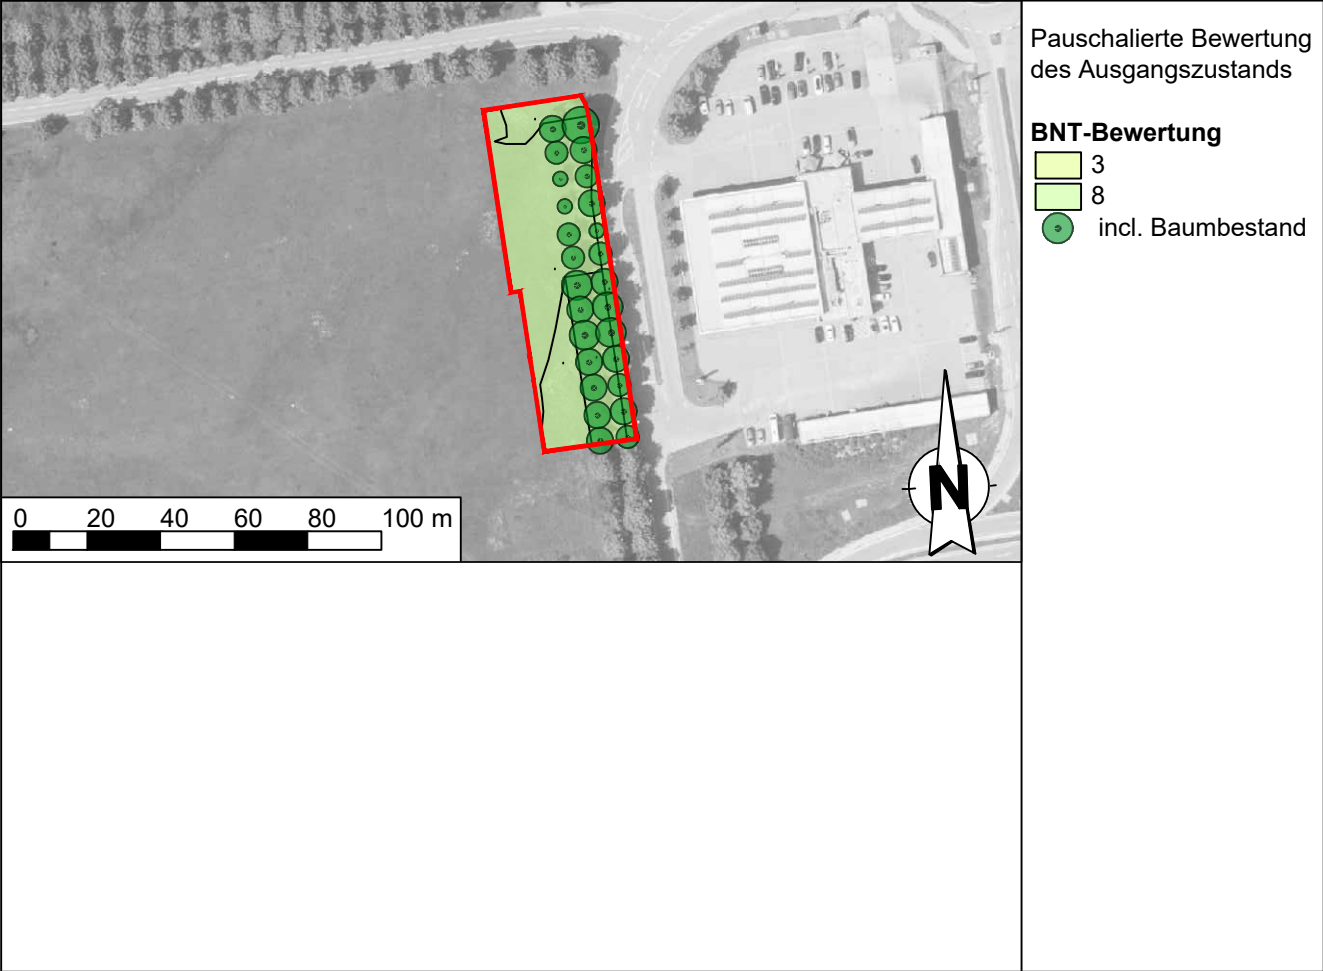 Pauschalierte Bewertung
des Ausgangszustands
BNT-Bewertung
3
8
incl. Baumbestand
0 20 40 60 80 100 m
N